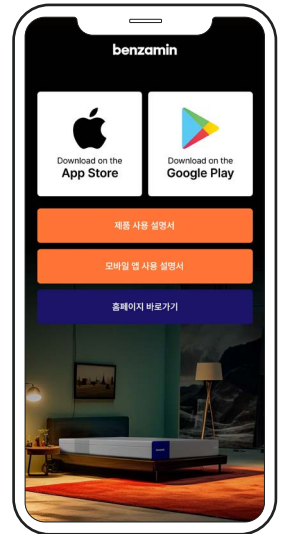 benzamin
Download on the
App Store
Download on the
Google Play
제품 사용 설명서
모바일 앱 사용 설명서
홈페이지 바로가기